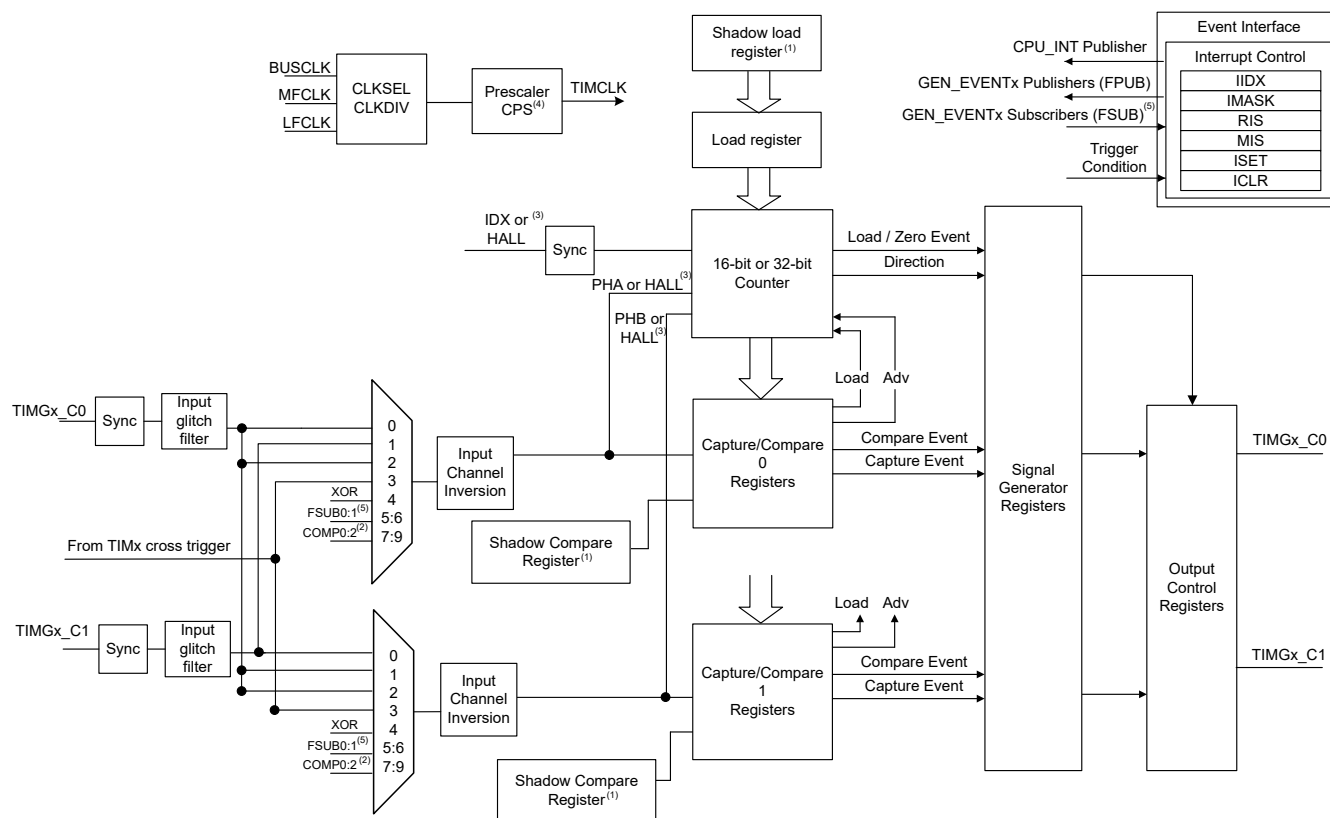 Shadow load
register(1)
Event Interface
CPU_INT Publisher
Interrupt Control
BUSCLK
IIDX
CLKSEL
CLKDIV
Prescaler
CPS(4)
TIMCLK
MFCLK
GEN_EVENTx Publishers (FPUB)
IMASK
GEN_EVENTx Subscribers (FSUB)(5)
RIS
LFCLK
Load register
MIS
Trigger
Condition
ISET
ICLR
IDX or (3)
HALL
Sync
16-bit or 32-bit
Counter
Load / Zero Event
Direction
PHA or HALL(3)
PHB or
HALL(3)
Load
Adv
TIMGx_C0
Sync
Input
glitch
filter
0
1
2
3
4
5:6
7:9
XOR
FSUB0:1(5)
COMP0:2(2)
Input
Channel
Inversion
Capture/Compare
0
Registers
Compare Event
Capture Event
Signal
Generator
Registers
TIMGx_C0
Shadow Compare
Register(1)
From TIMx cross trigger
Output
Control
Registers
Load
Adv
TIMGx_C1
Sync
Input
glitch
filter
0
1
2
3
4
5:6
7:9
XOR
FSUB0:1(5)
COMP0:2(2)
Input
Channel
Inversion
Capture/Compare
1
Registers
Compare Event
Capture Event
TIMGx_C1
Shadow Compare
Register(1)